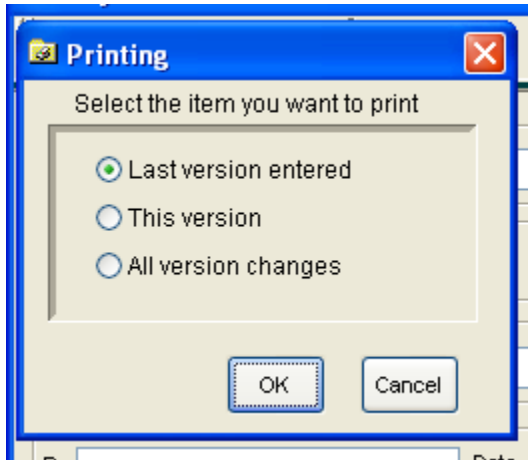 Printing
Select the item you want to print
Last version entered
This version
All version changes
OK
Cancel